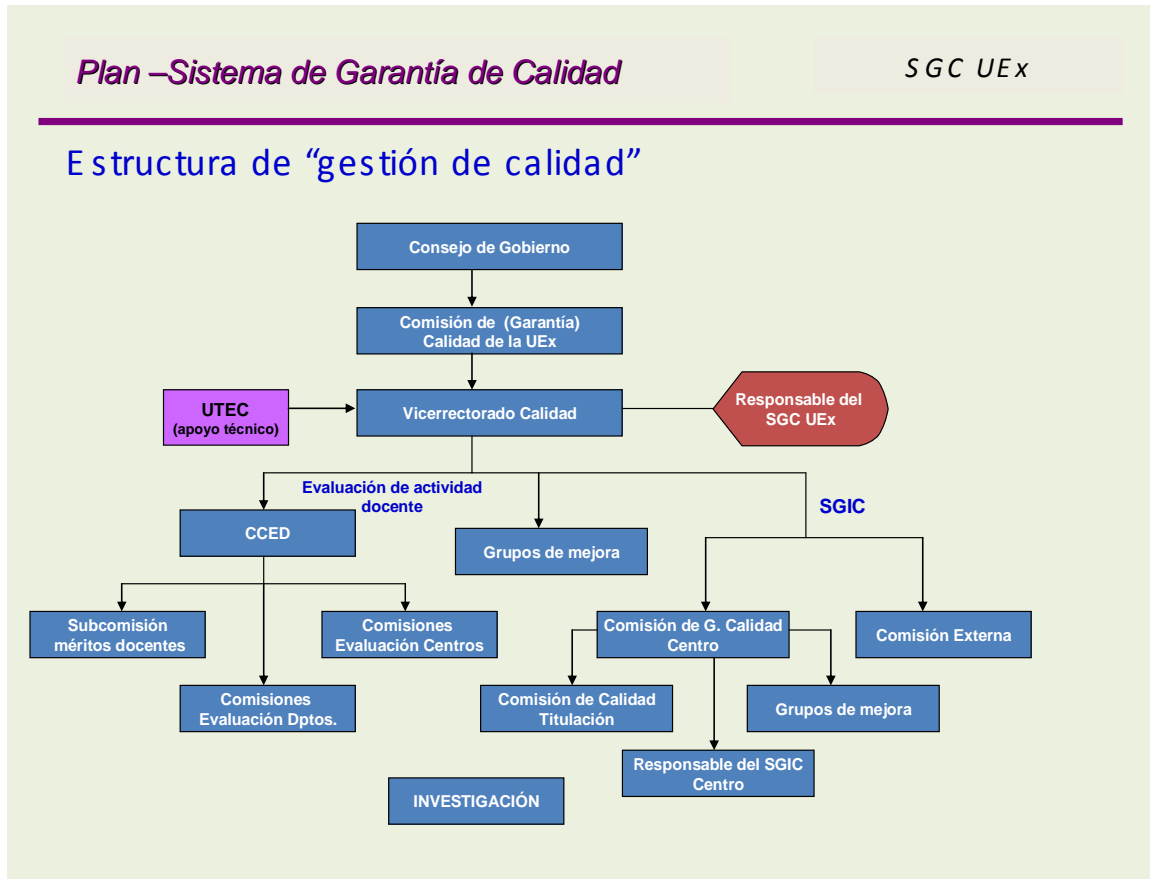 Plan –Sistema de Garantía de Calidad
SGC UEx
Estructura de “gestión de calidad”
Consejo de Gobierno
Comisión de (Garantía)
Calidad de la UEx
UTEC
(apoyo técnico)
Vicerrectorado Calidad
Responsable del
SGC UEx
Evaluación de actividad
docente
SGIC
CCED
Grupos de mejora
Subcomisión
méritos docentes
Comisiones
Evaluación Centros
Comisión de G. Calidad
Centro
Comisión Externa
Comisiones
Evaluación Dptos.
Comisión de Calidad
Titulación
Grupos de mejora
Responsable del SGIC
Centro
INVESTIGACIÓN